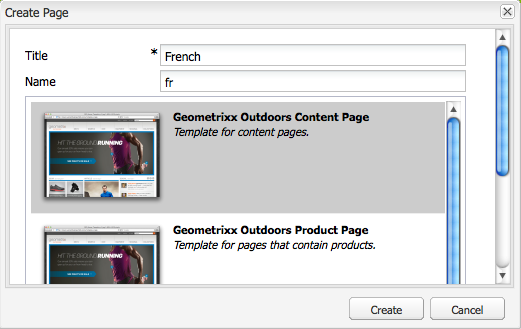 Create Page
Title * French
Name fr
Geometrixx Outdoors Content Page
Template for content pages.
HIT THE GROUND RUNNING
Geometrixx Outdoors Product Page
Template for pages that contain products.
HIT THE GROUND RUNNING
Create Cancel